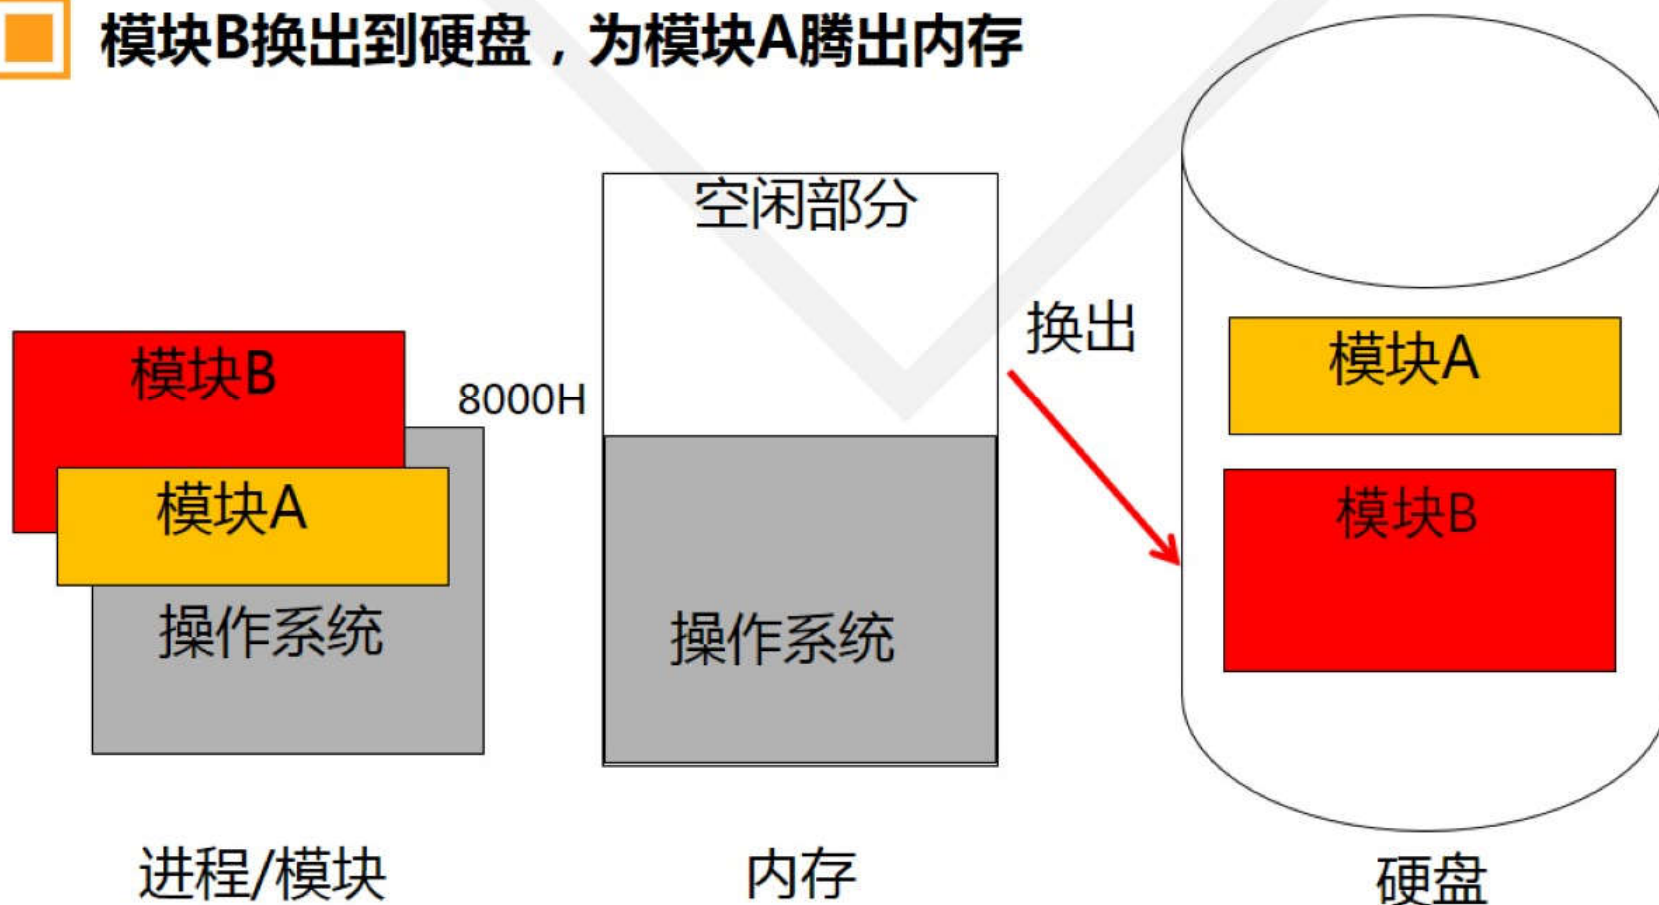 模块B换出到硬盘，为模块A腾出内存
空闲部分
换出
模块B
8000H
模块A
模块A
模块B
操作系统
操作系统
进程/模块
内存
硬盘